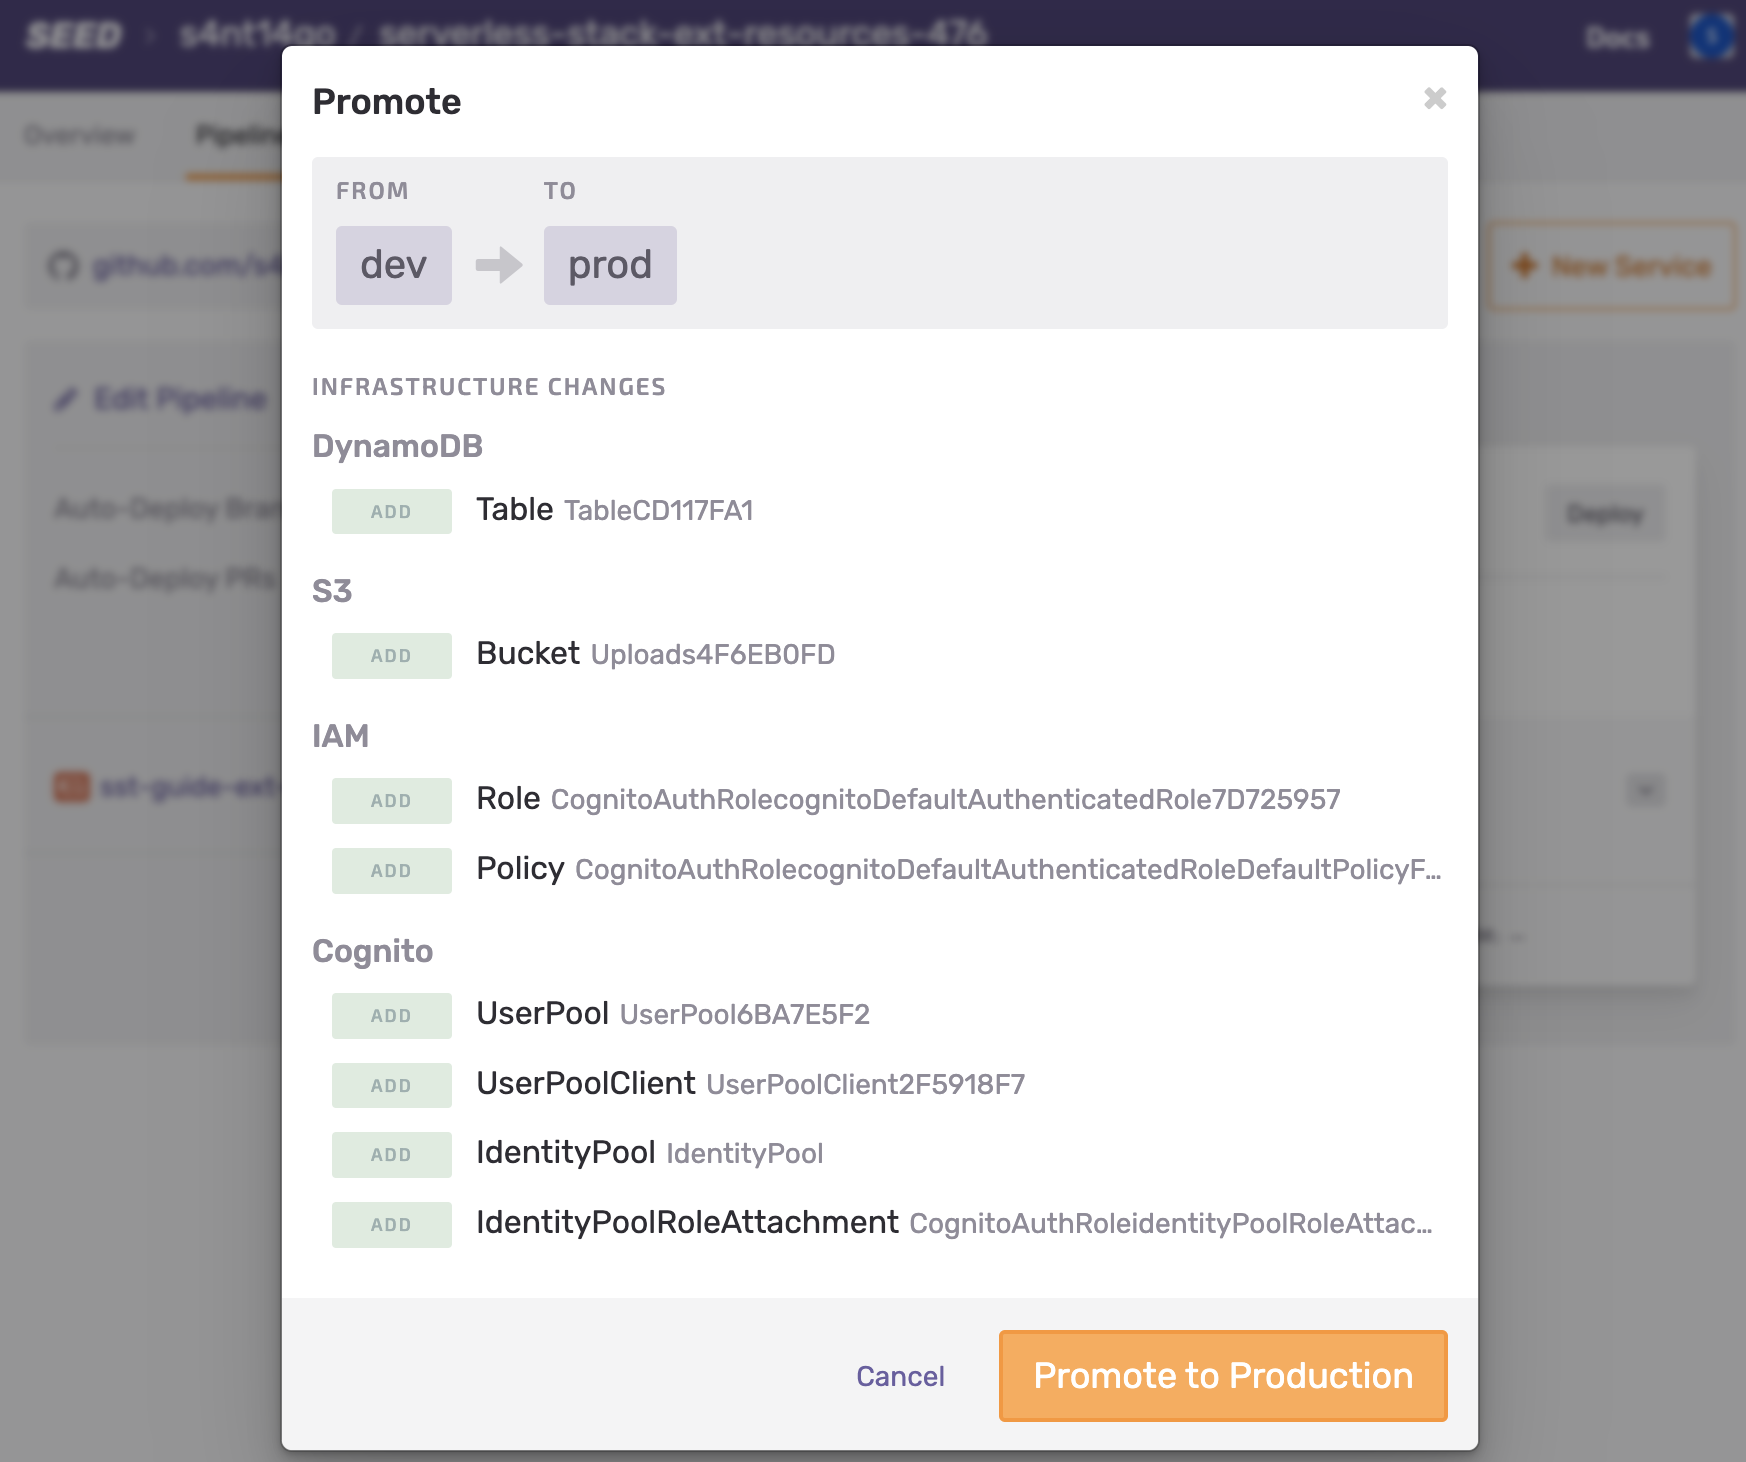 SEED > s4nt14go / serverless-stack-ext-resources-476
Docs
Overview
Pipeline
github.com/s4
New Service
Edit Pipeline
Auto-Deploy Bran
Auto-Deploy PRs
Deploy
sst-guide-ext-
Promote
FROM
TO
dev
prod
INFRASTRUCTURE CHANGES
DynamoDB
ADD Table TableCD117FA1
S3
ADD Bucket Uploads4F6EB0FD
IAM
ADD Role CognitoAuthRolecognitoDefaultAuthenticatedRole7D725957
ADD Policy CognitoAuthRolecognitoDefaultAuthenticatedRoleDefaultPolicyF...
Cognito
ADD UserPool UserPool6BA7E5F2
ADD UserPoolClient UserPoolClient2F5918F7
ADD IdentityPool IdentityPool
ADD IdentityPoolRoleAttachment CognitoAuthRoleidentityPoolRoleAttac...
Cancel
Promote to Production